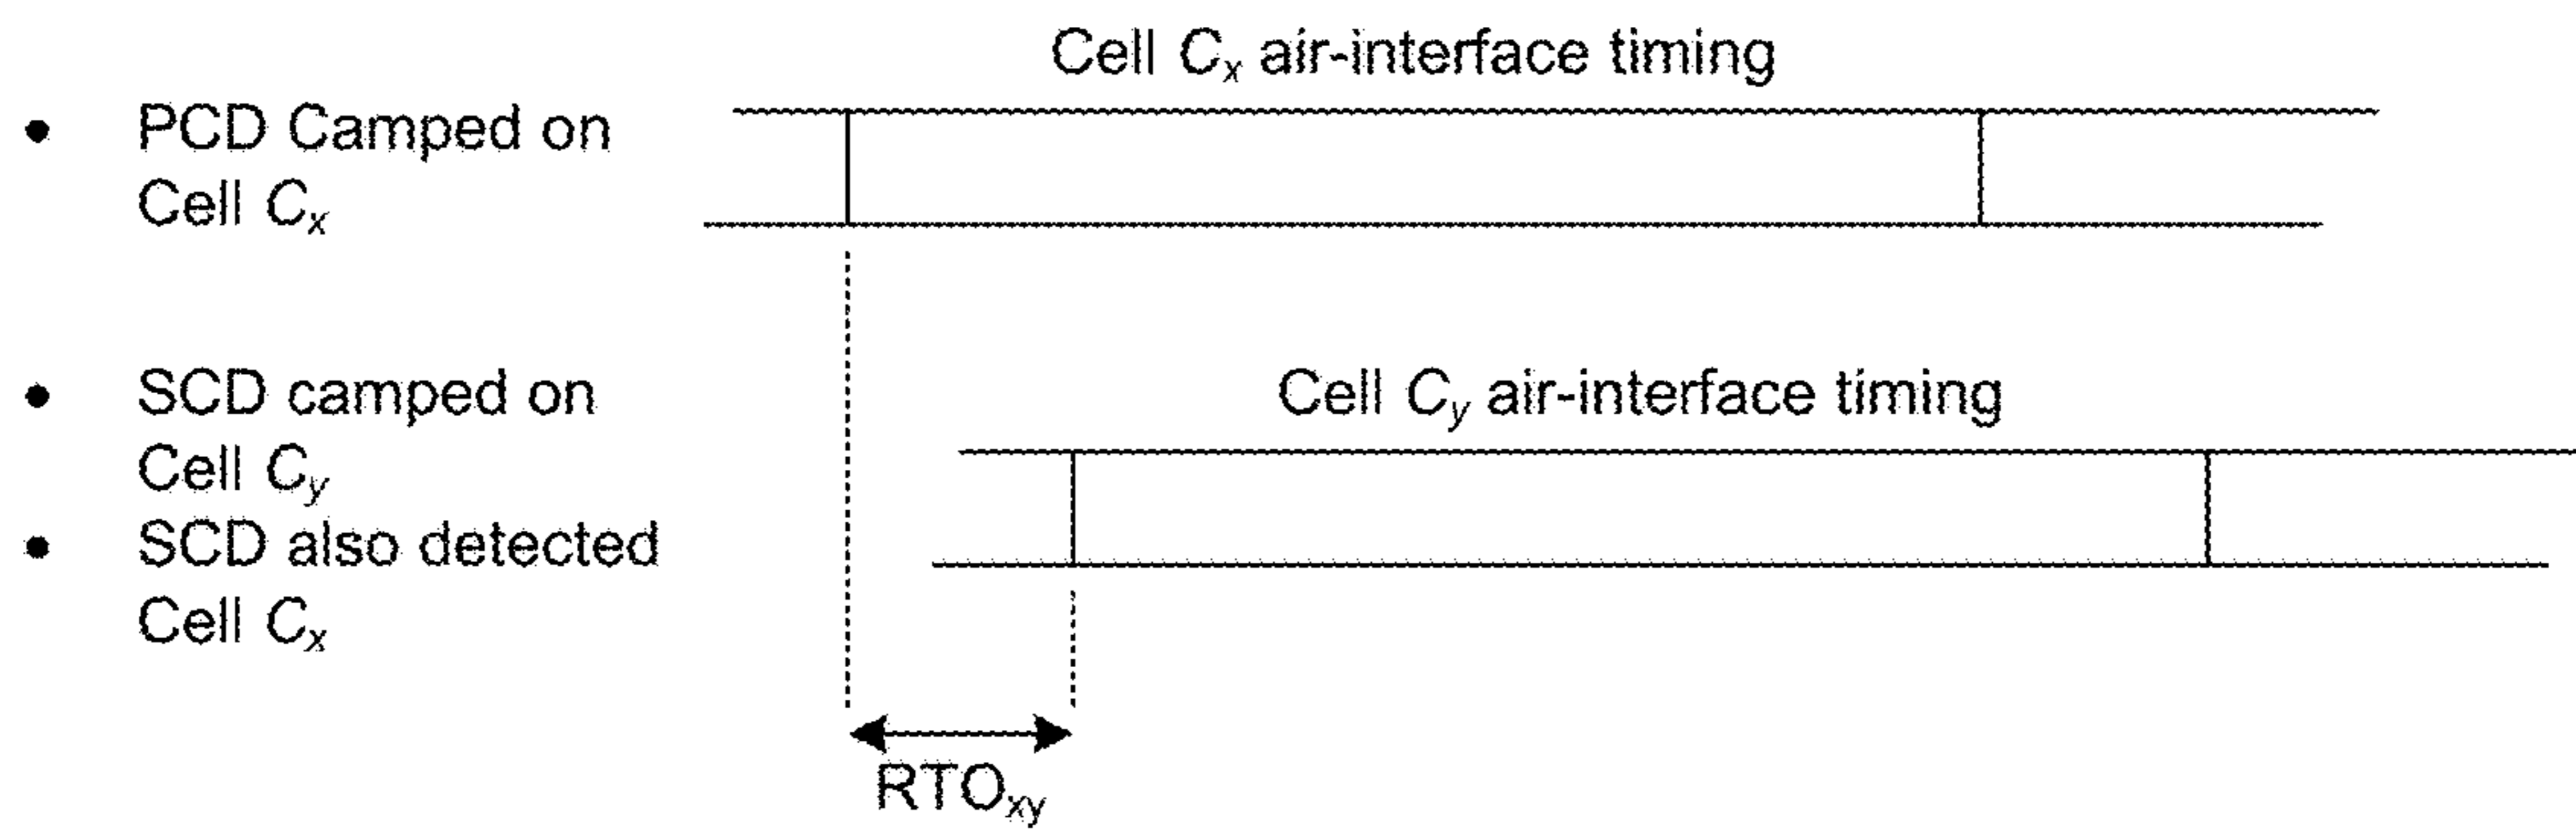 Cell Cx air-interface timing
• PCD Camped on
Cell Cx
• SCD camped on
Cell Cy
• SCD also detected
Cell Cx
Cell Cy air-interface timing
RTOxy